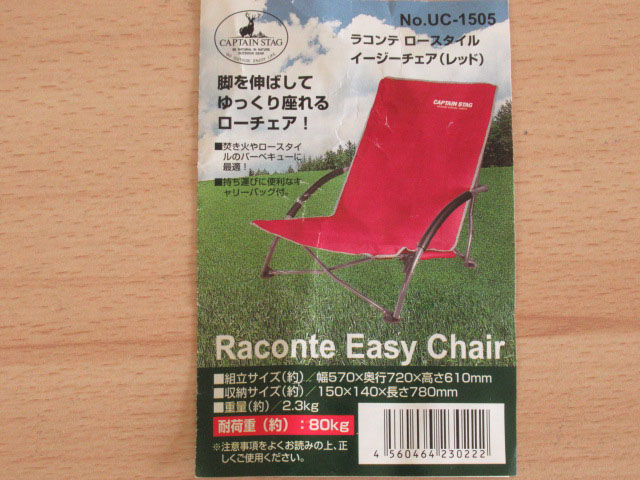 No.UC-1505
CAPTAIN STAG
ラコンテ ロースタイル
イージーチェア(レッド)
脚を伸ばして
ゆっくり座れる
ローチェア!
■焚き火やロースタイ
ルのバーベキューに
最適!
■持ち運びに便利なキ
ャリーバッグ付。
CAPTAIN STAG
Raconte Easy Chair
■組立サイズ(約)/幅570×奥行720×高さ610mm
■収納サイズ(約)/150×140×長さ780mm
■重量(約)/2.3kg
耐荷重(約):80kg
※注意事項をよくお読みの上、正
しくご使用ください。
4 560464 230222